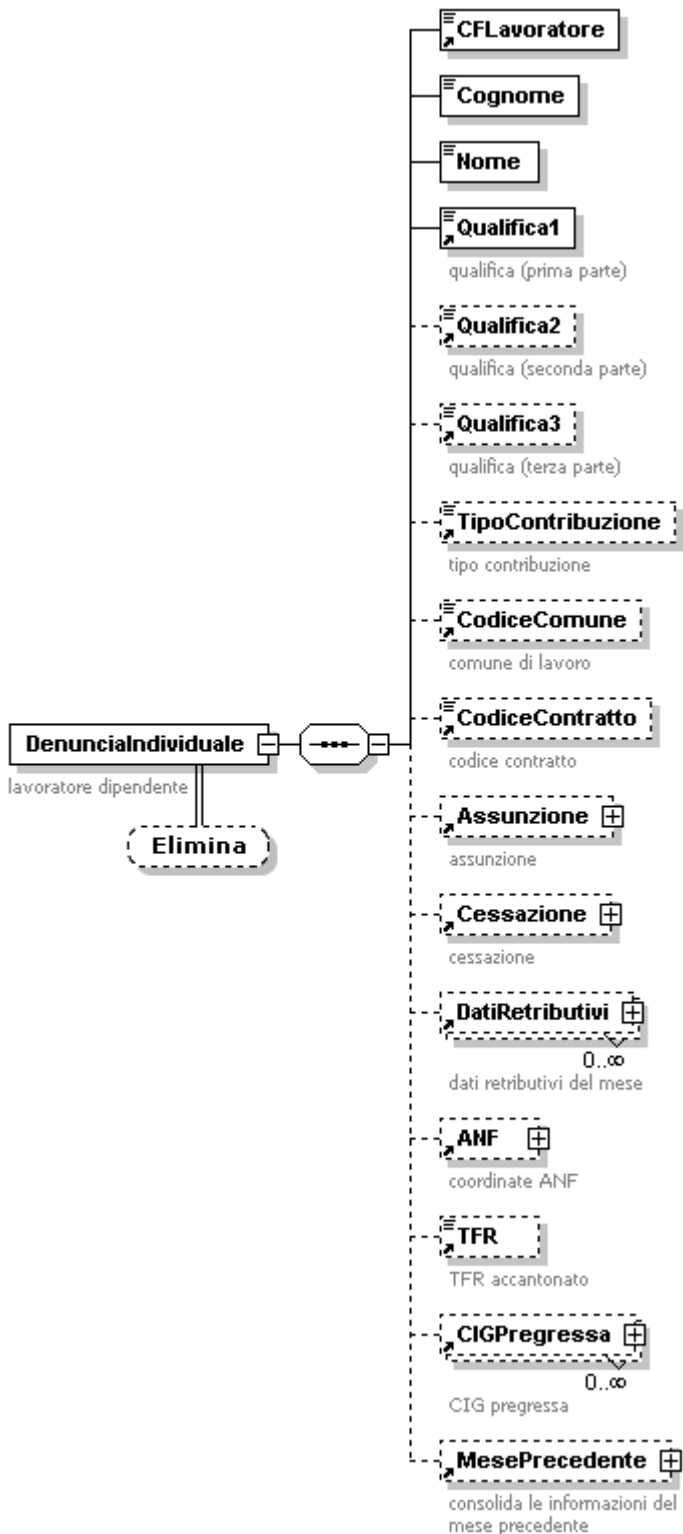 CFLavoratore
Cognome
Nome
Qualifica1
qualifica (prima parte)
Qualifica2
qualifica (seconda parte)
Qualifica3
qualifica (terza parte)
TipoContribuzione
tipo contribuzione
CodiceComune
comune di lavoro
CodiceContratto
codice contratto
DenunciaIndividuale
lavoratore dipendente
Elimina
Assunzione
assunzione
Cessazione
cessazione
DatiRetributivi
0..∞
dati retributivi del mese
ANF
coordinate ANF
TFR
TFR accantonato
CIGPregressa
0..∞
CIG pregressa
MesePrecedente
consolida le informazioni del
mese precedente